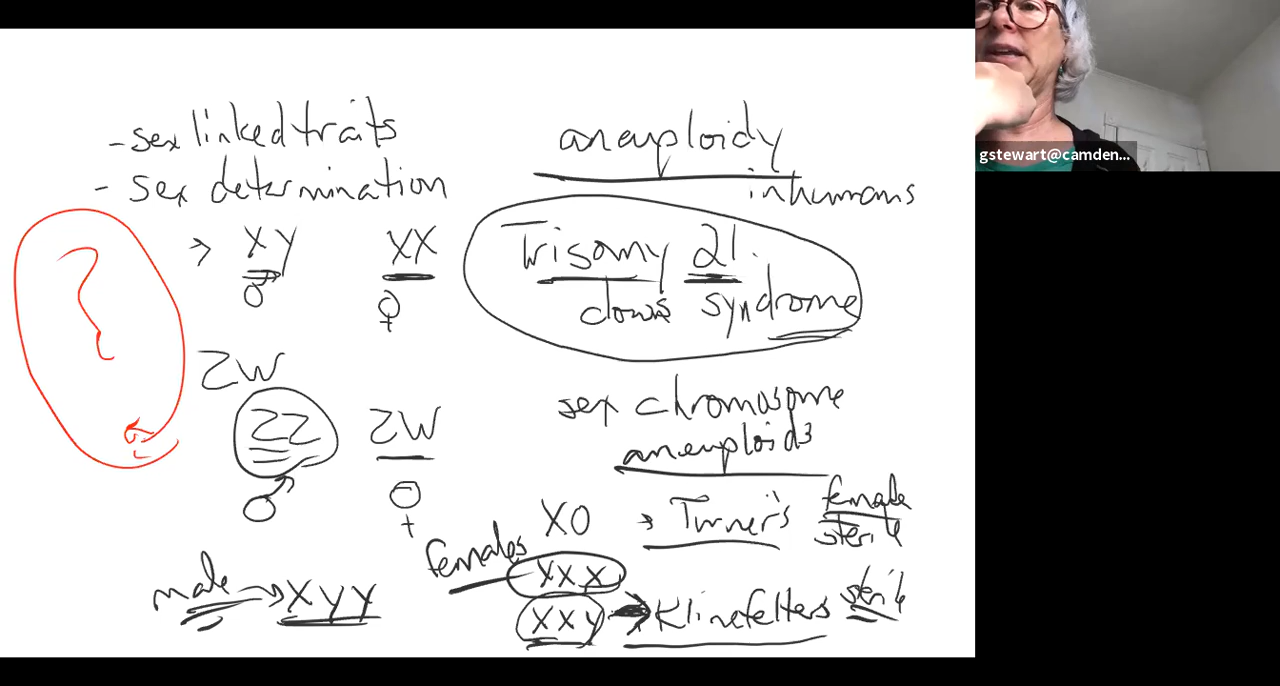 - sex linked traits
- sex determination
> XY ♂ XX ♀
ZW
ZZ ♂ ZW ♀
male → XYY
aneuploidy
in humans
Trisomy 21.
downs syndrome
sex chromosome
aneuploids
XO → Turner's female
sterile
females XXX
XXY → Klinefelters sterile
?
gstewart@camden...